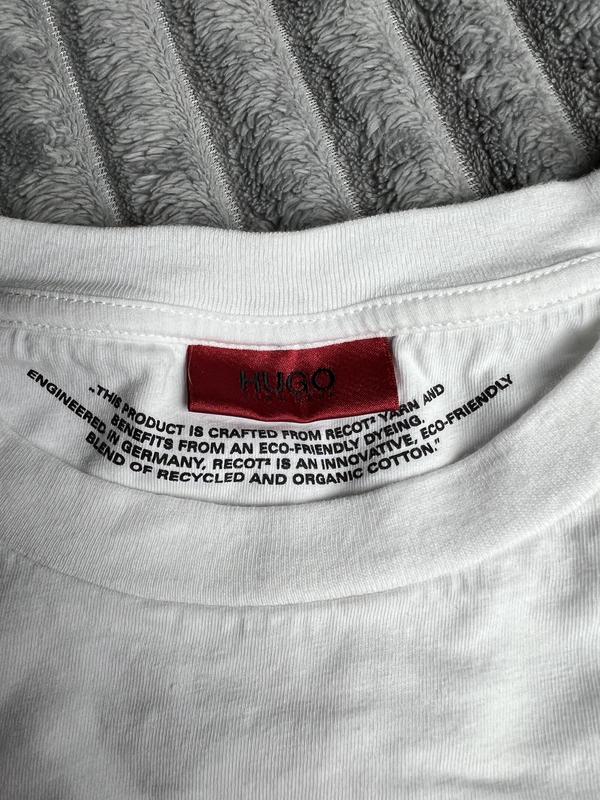 HUGO
„THIS PRODUCT IS CRAFTED FROM RECOT² YARN AND
BENEFITS FROM AN ECO-FRIENDLY DYEING.
ENGINEERED IN GERMANY, RECOT² IS AN INNOVATIVE, ECO-FRIENDLY
BLEND OF RECYCLED AND ORGANIC COTTON."